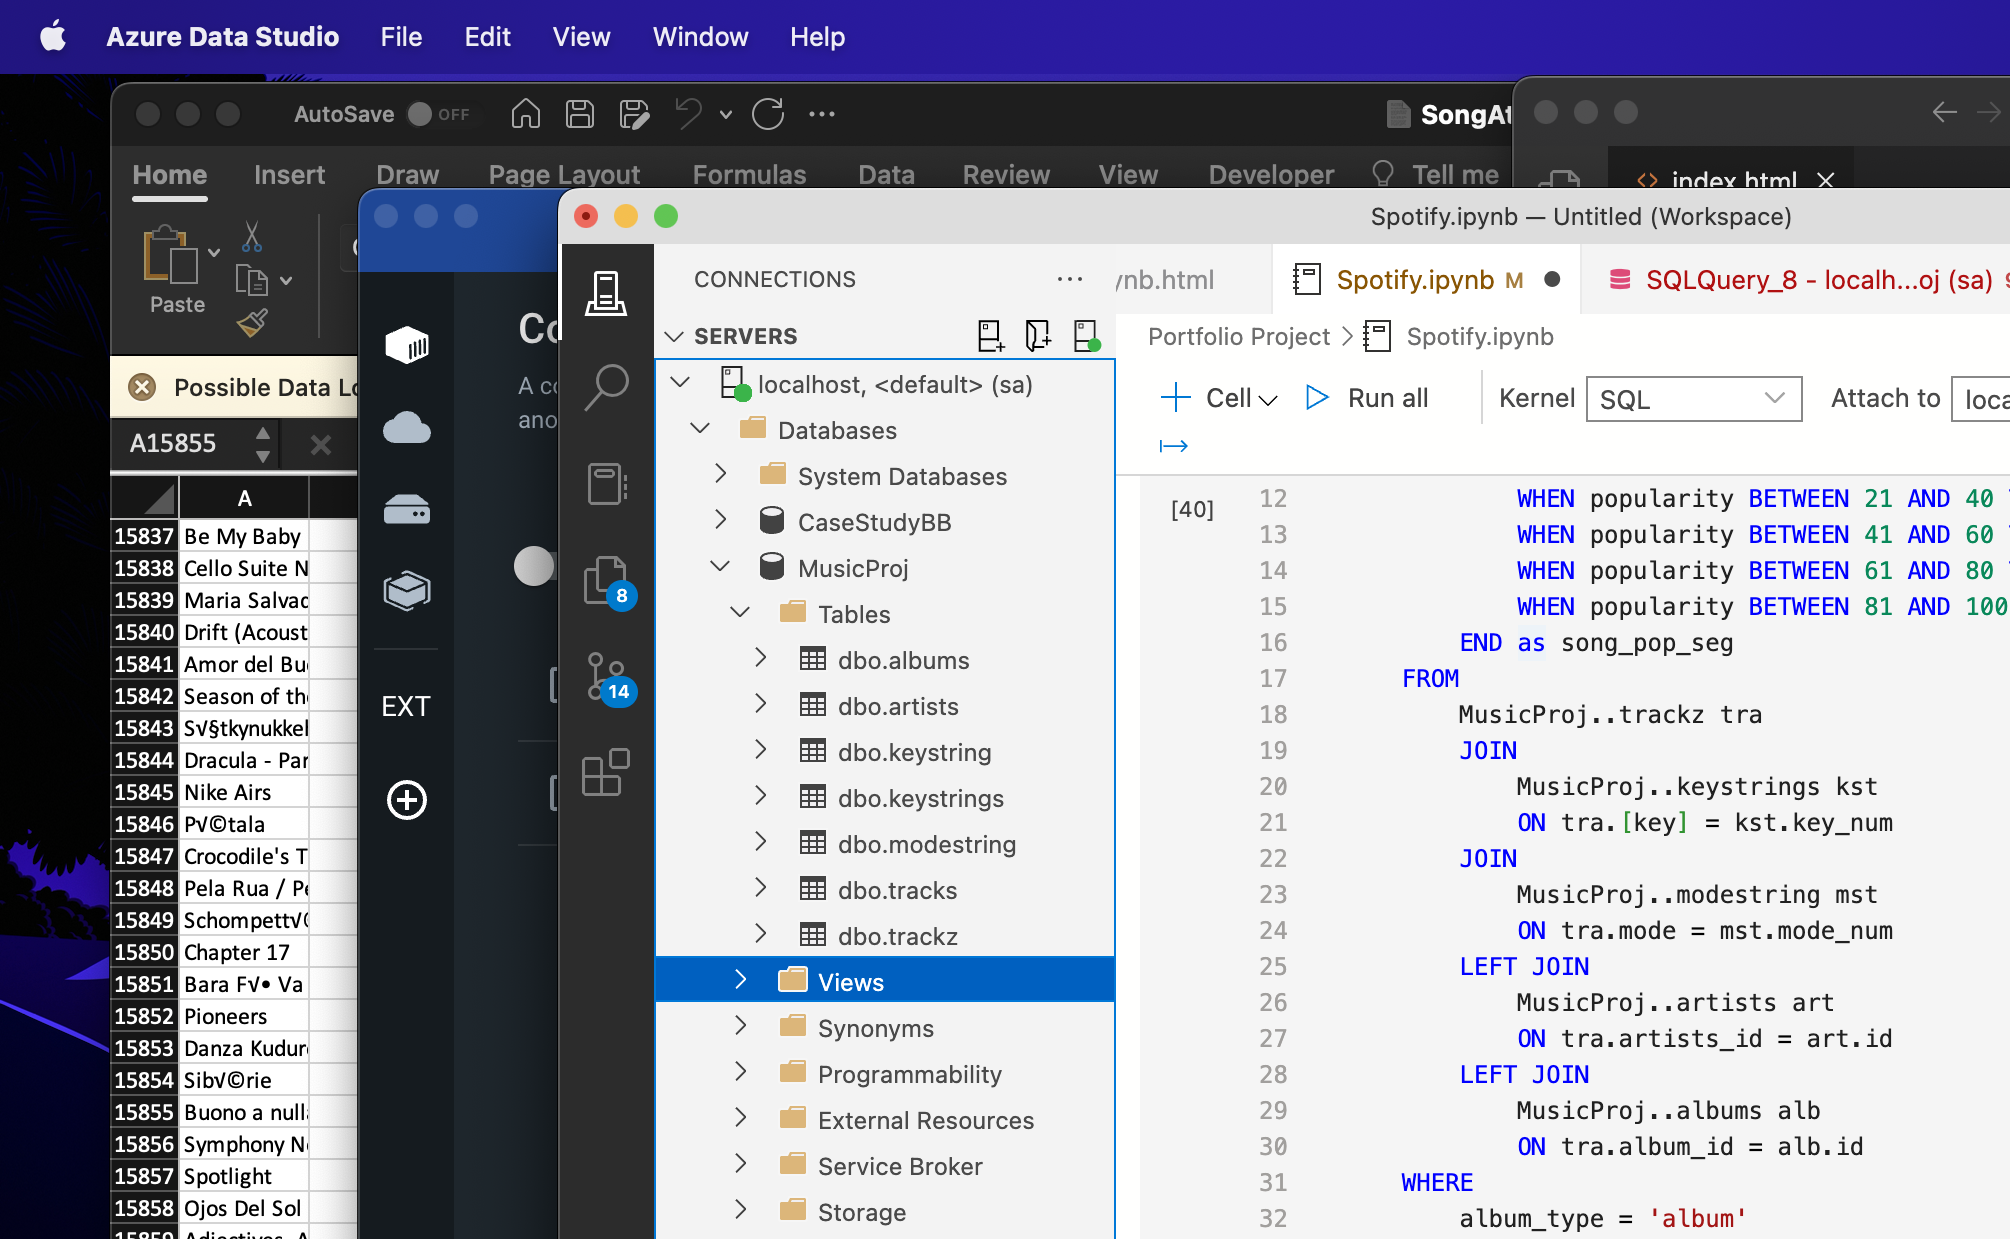 Azure Data Studio File Edit View Window Help
AutoSave OFF
Home Insert Draw Page Layout Formulas Data Review View Developer Tell me
index.html
Paste
Possible Data
A15855
A
15837 Be My Baby
15838 Cello Suite N
15839 Maria Salvad
15840 Drift (Acoust
15841 Amor del Bu
15842 Season of th
15843 S√§tkynukkel
15844 Dracula - Par
15845 Nike Airs
15846 P√©tala
15847 Crocodile's T
15848 Pela Rua / Pe
15849 Schompett√
15850 Chapter 17
15851 Bara F√• Va
15852 Pioneers
15853 Danza Kudur
15854 Sib√©rie
15855 Buono a null
15856 Symphony N
15857 Spotlight
15858 Ojos Del Sol
EXT
Spotify.ipynb — Untitled (Workspace)
CONNECTIONS
SERVERS
localhost, <default> (sa)
Databases
System Databases
CaseStudyBB
MusicProj
Tables
dbo.albums
dbo.artists
dbo.keystring
dbo.keystrings
dbo.modestring
dbo.tracks
dbo.trackz
Views
Synonyms
Programmability
External Resources
Service Broker
Storage
8
14
ynb.html
Spotify.ipynb M
SQLQuery_8 - localh...oj (sa)
Portfolio Project > Spotify.ipynb
Cell Run all Kernel SQL Attach to loca
[40]
12 WHEN popularity BETWEEN 21 AND 40
13 WHEN popularity BETWEEN 41 AND 60
14 WHEN popularity BETWEEN 61 AND 80
15 WHEN popularity BETWEEN 81 AND 100
16 END as song_pop_seg
17 FROM
18 MusicProj..trackz tra
19 JOIN
20 MusicProj..keystrings kst
21 ON tra.[key] = kst.key_num
22 JOIN
23 MusicProj..modestring mst
24 ON tra.mode = mst.mode_num
25 LEFT JOIN
26 MusicProj..artists art
27 ON tra.artists_id = art.id
28 LEFT JOIN
29 MusicProj..albums alb
30 ON tra.album_id = alb.id
31 WHERE
32 album_type = 'album'